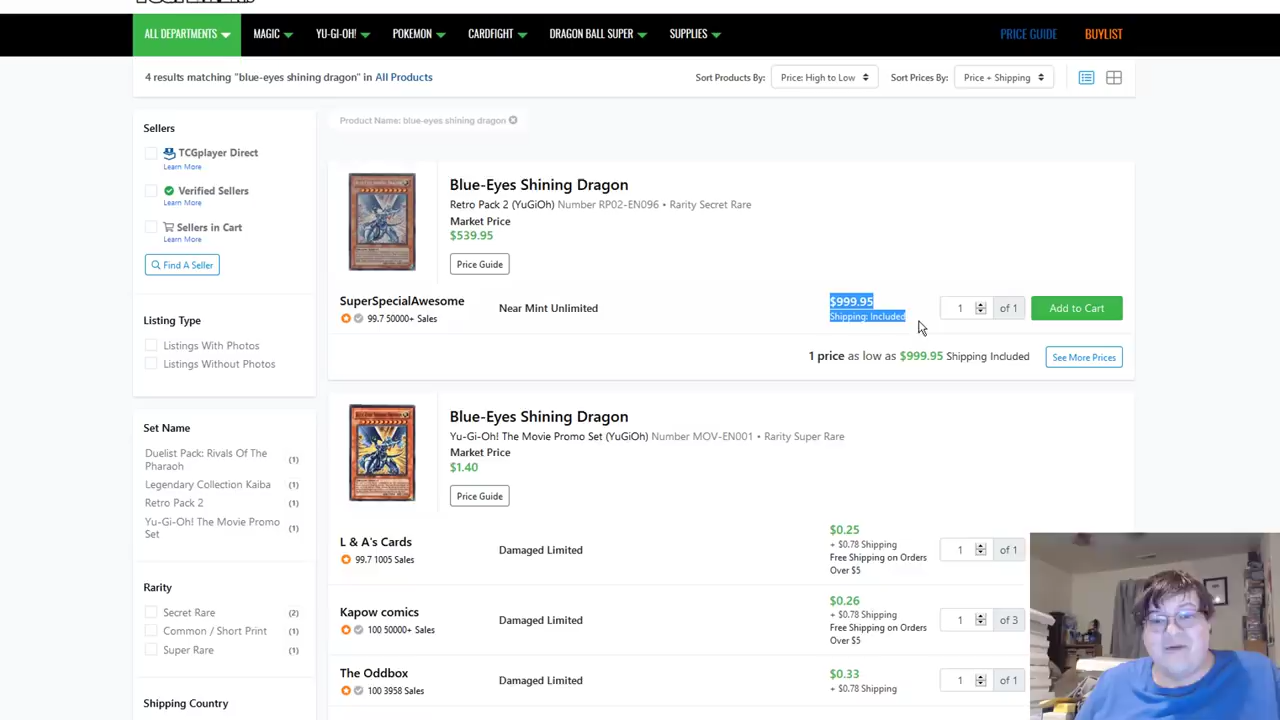 ALL DEPARTMENTS MAGIC YU-GI-OH! POKEMON CARDFIGHT DRAGON BALL SUPER SUPPLIES PRICE GUIDE BUYLIST
4 results matching "blue-eyes shining dragon" in All Products Sort Products By: Price: High to Low Sort Prices By: Price + Shipping
Product Name: blue-eyes shining dragon
Sellers
TCGplayer Direct
Learn More
Verified Sellers
Learn More
Sellers in Cart
Learn More
Find A Seller
Listing Type
Listings With Photos
Listings Without Photos
Set Name
Duelist Pack: Rivals Of The
Pharaoh (1)
Legendary Collection Kaiba (1)
Retro Pack 2 (1)
Yu-Gi-Oh! The Movie Promo
Set (1)
Rarity
Secret Rare (2)
Common / Short Print (1)
Super Rare (1)
Shipping Country
Blue-Eyes Shining Dragon
Retro Pack 2 (YuGiOh) Number RP02-EN096 • Rarity Secret Rare
Market Price
$539.95
Price Guide
SuperSpecialAwesome
99.7 50000+ Sales
Near Mint Unlimited
$999.95
Shipping: Included
1 of 1 Add to Cart
1 price as low as $999.95 Shipping Included See More Prices
Blue-Eyes Shining Dragon
Yu-Gi-Oh! The Movie Promo Set (YuGiOh) Number MOV-EN001 • Rarity Super Rare
Market Price
$1.40
Price Guide
L & A's Cards
99.7 1005 Sales
Damaged Limited
$0.25
+ $0.78 Shipping
Free Shipping on Orders
Over $5
1 of 1
Kapow comics
100 50000+ Sales
Damaged Limited
$0.26
+ $0.78 Shipping
Free Shipping on Orders
Over $5
1 of 3
The Oddbox
100 3958 Sales
Damaged Limited
$0.33
+ $0.78 Shipping
1 of 1